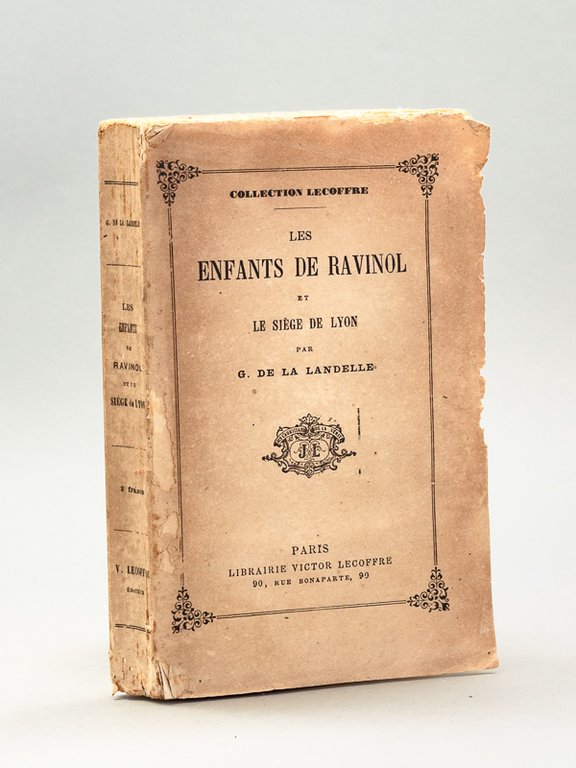 COLLECTION LECOFFRE
LES
ENFANTS DE RAVINOL
ET
LE SIÈGE DE LYON
PAR
G. DE LA LANDELLE
PARIS
LIBRAIRIE VICTOR LECOFFRE
90, RUE BONAPARTE, 90
G. DE LA LANDELLE
LES
ENFANTS
DE
RAVINOL
ET LE
SIÈGE de LYON
2 francs
V. LECOFFRE